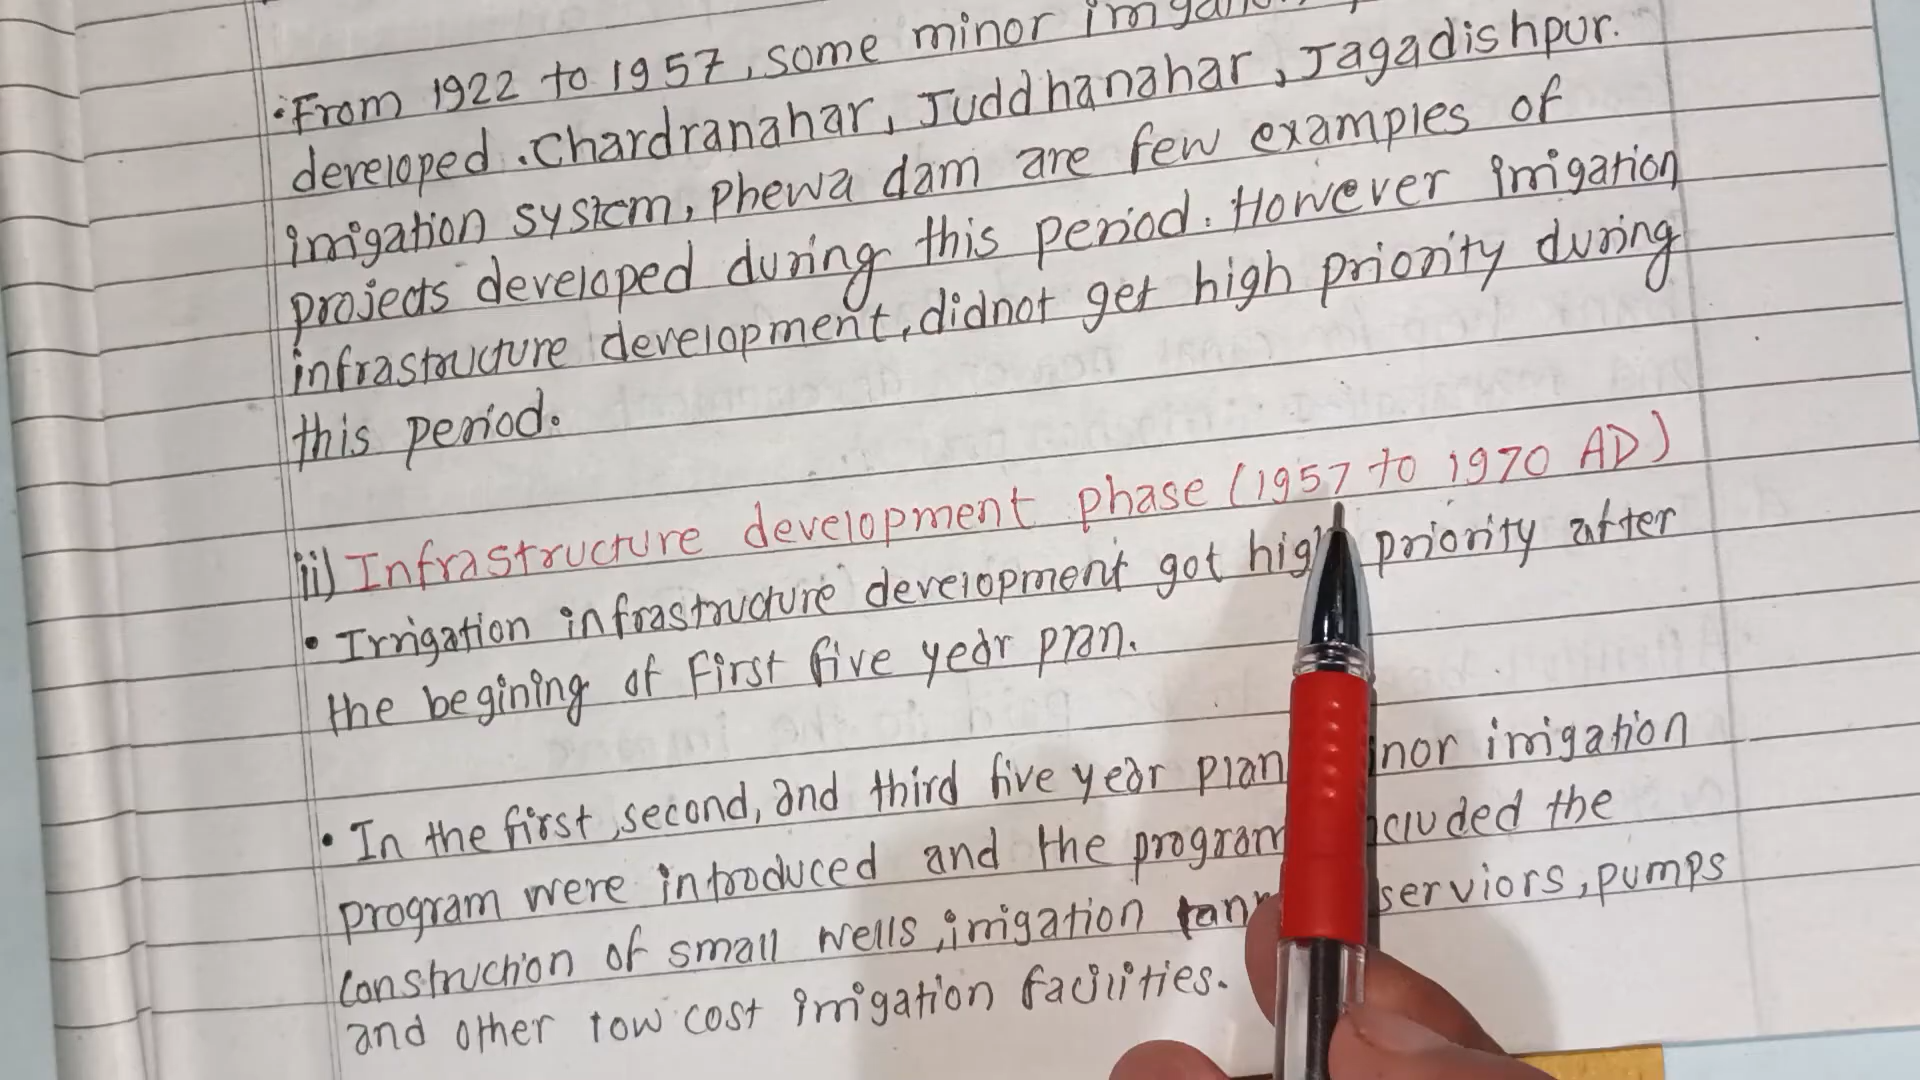 •From 1922 to 1957, some minor
developed. Chardranahar, Juddhanahar, Jagadishpur.
irrigation system, Phewa dam are few examples of
projects developed during this period. However irrigation
infrastructure development, didnot get high priority during
this period.
ii) Infrastructure development phase (1957 to 1970 AD)
• Irrigation infrastructure development got high priority after
the begining of First five year plan.
• In the first, second, and third five year plan irrigation
program were introduced and the program the
construction of small wells, irrigation pumps
and other low cost irrigation facilities.